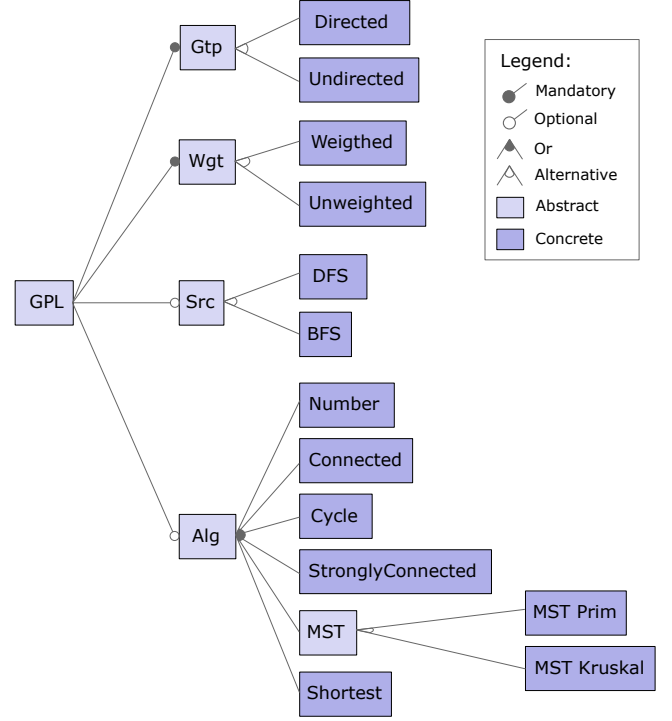 Directed
Gtp
Undirected
Weigthed
Wgt
Unweighted
GPL
Src
DFS
BFS
Number
Connected
Cycle
Alg
StronglyConnected
MST
MST Prim
MST Kruskal
Shortest
Legend:
Mandatory
Optional
Or
Alternative
Abstract
Concrete